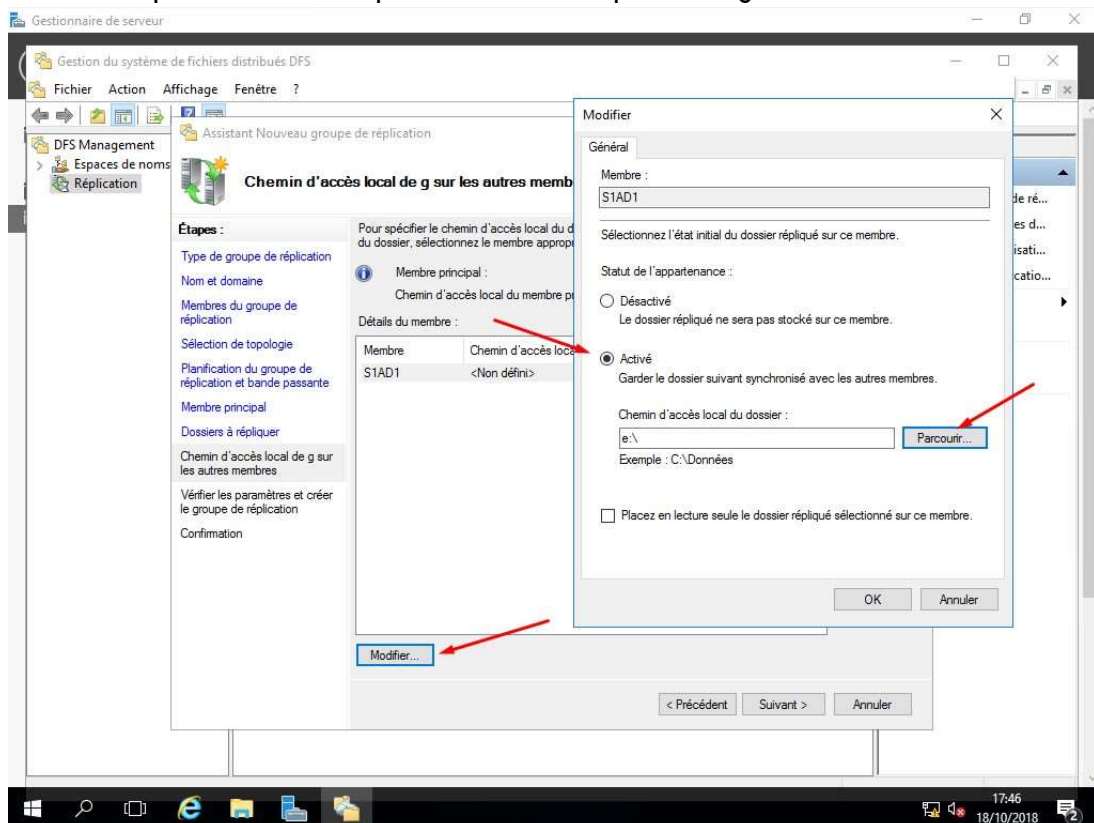 Gestionnaire de serveur
Gestion du système de fichiers distribués DFS
Fichier Action Affichage Fenêtre ?
DFS Management
Espaces de noms
Réplication
Assistant Nouveau groupe de réplication
Chemin d'accès local de g sur les autres memb
Étapes :
Type de groupe de réplication
Nom et domaine
Membres du groupe de
réplication
Sélection de topologie
Planification du groupe de
réplication et bande passante
Membre principal
Dossiers à répliquer
Chemin d'accès local de g sur
les autres membres
Vérifier les paramètres et créer
le groupe de réplication
Confirmation
Pour spécifier le chemin d'accès local du d
du dossier, sélectionnez le membre approp
Membre principal :
Chemin d'accès local du membre p
Détails du membre :
Membre Chemin d'accès loca
S1AD1 <Non défini>
Modifier...
< Précédent Suivant > Annuler
Modifier
Général
Membre :
S1AD1
Sélectionnez l'état initial du dossier répliqué sur ce membre.
Statut de l'appartenance :
Désactivé
Le dossier répliqué ne sera pas stocké sur ce membre.
Activé
Garder le dossier suivant synchronisé avec les autres membres.
Chemin d'accès local du dossier :
e:\ Parcourir...
Exemple : C:\Données
Placez en lecture seule le dossier répliqué sélectionné sur ce membre.
OK Annuler
de ré...
es d...
isati...
catio...
17:46
18/10/2018
2